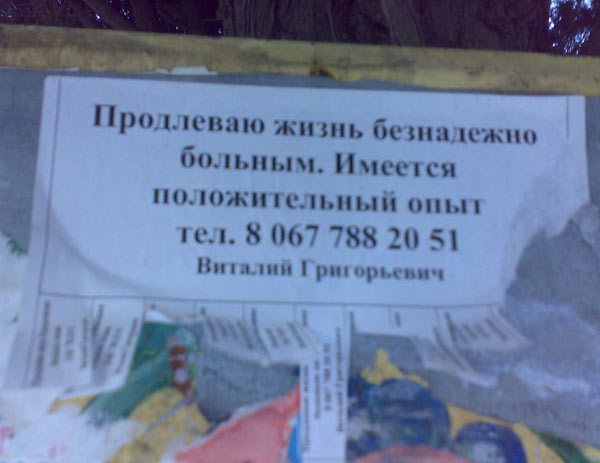 Продлеваю жизнь безнадежно
больным. Имеется
положительный опыт
тел. 8 067 788 20 51
Виталий Григорьевич